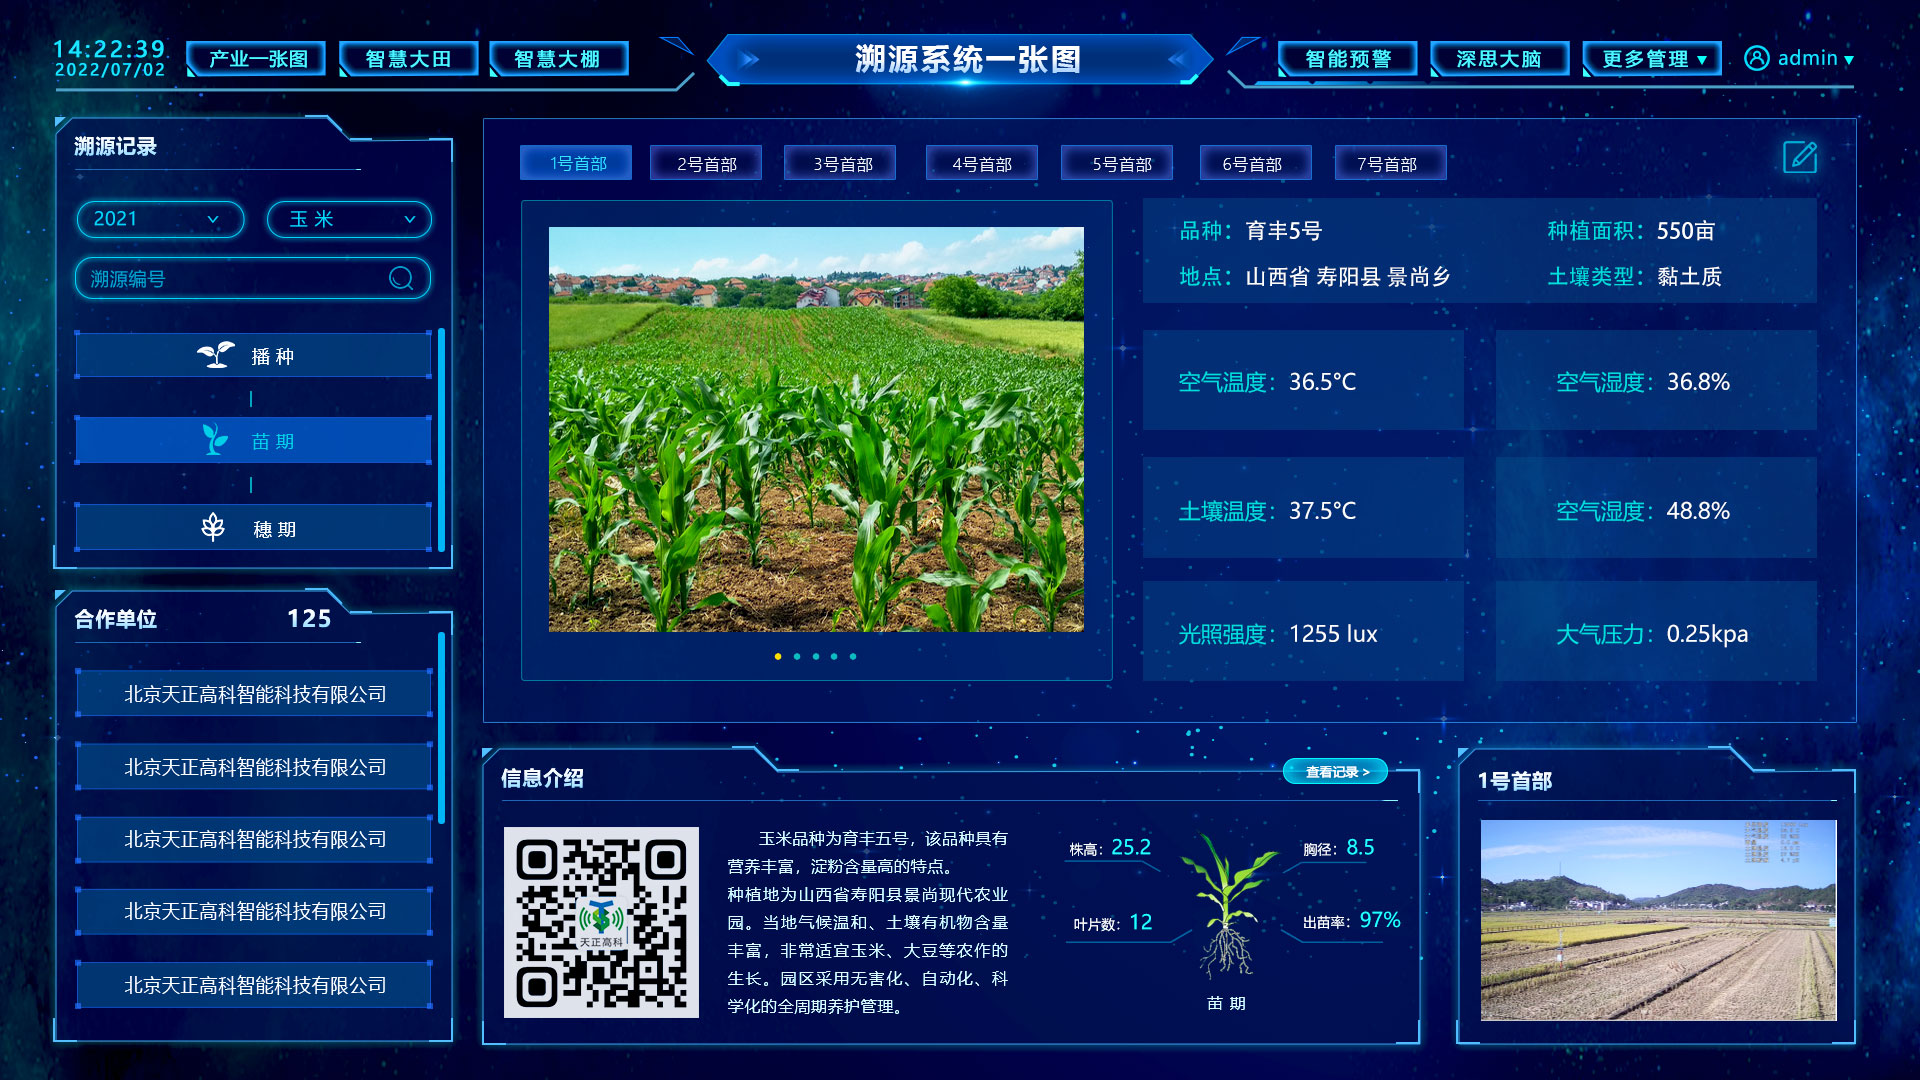 14:22:39
2022/07/02
产业一张图
智慧大田
智慧大棚
溯源系统一张图
智能预警
深思大脑
更多管理▼
admin▼
溯源记录
2021
玉米
溯源编号
播种
苗期
穗期
合作单位 125
北京天正高科智能科技有限公司
北京天正高科智能科技有限公司
北京天正高科智能科技有限公司
北京天正高科智能科技有限公司
北京天正高科智能科技有限公司
1号首部
2号首部
3号首部
4号首部
5号首部
6号首部
7号首部
品种：育丰5号
种植面积：550亩
地点：山西省 寿阳县 景尚乡
土壤类型：黏土质
空气温度：36.5°C
空气湿度：36.8%
土壤温度：37.5°C
空气湿度：48.8%
光照强度：1255 lux
大气压力：0.25kpa
信息介绍
查看记录 >
天正高科
玉米品种为育丰五号，该品种具有
营养丰富，淀粉含量高的特点。
种植地为山西省寿阳县景尚现代农业
园。当地气候温和、土壤有机物含量
丰富，非常适宜玉米、大豆等农作的
生长。园区采用无害化、自动化、科
学化的全周期养护管理。
株高：25.2
胸径：8.5
叶片数：12
出苗率：97%
苗期
1号首部